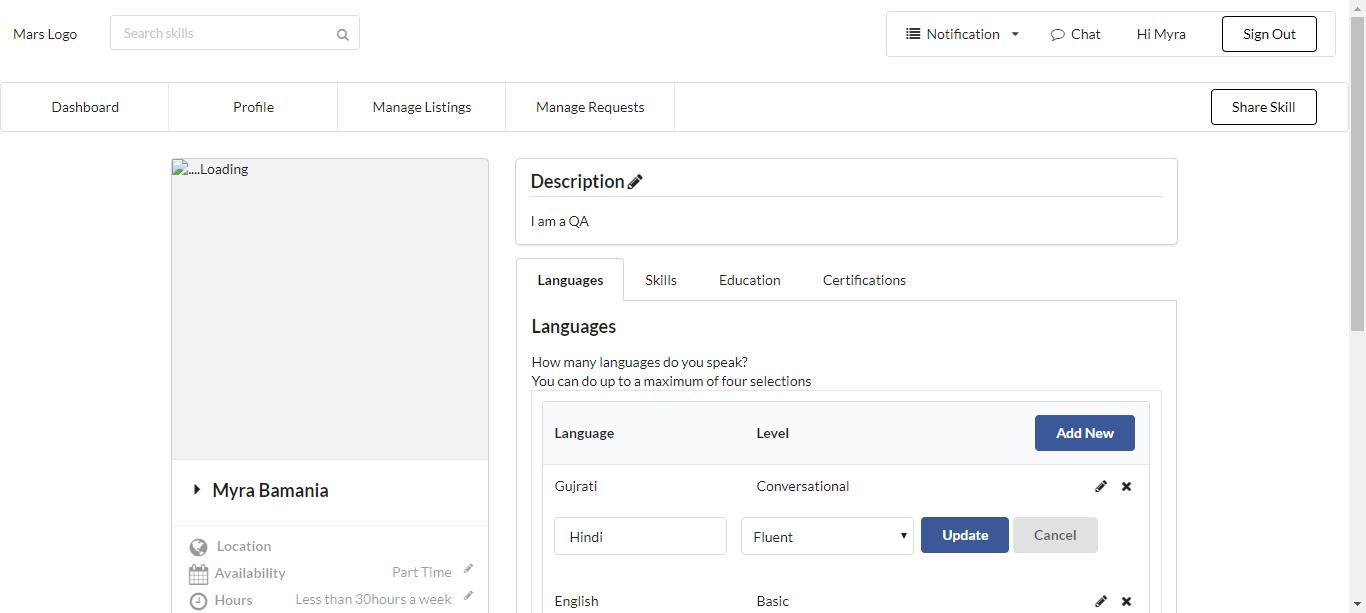 Mars Logo
Search skills
Notification
Chat
Hi Myra
Sign Out
Dashboard
Profile
Manage Listings
Manage Requests
Share Skill
....Loading
Myra Bamania
Location
Availability
Part Time
Hours
Less than 30hours a week
Description
I am a QA
Languages
Skills
Education
Certifications
Languages
How many languages do you speak?
You can do up to a maximum of four selections
Language
Level
Add New
Gujrati
Conversational
Hindi
Fluent
Update
Cancel
English
Basic